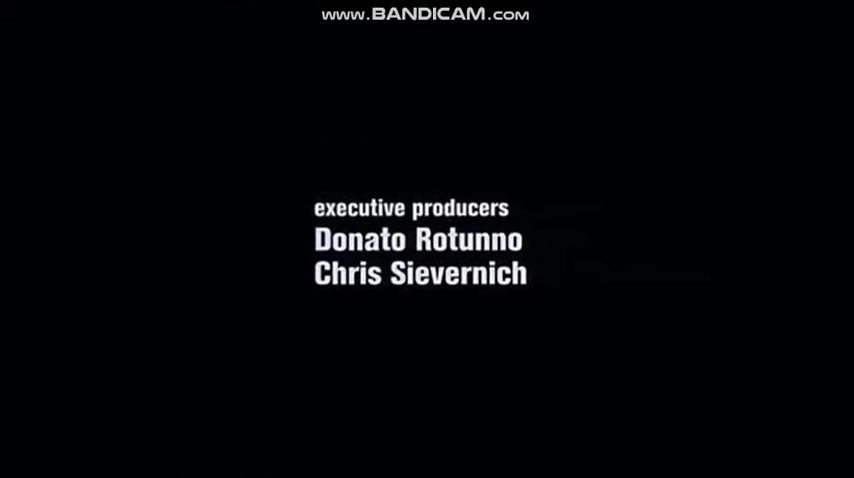 www.BANDICAM.com
executive producers
Donato Rotunno
Chris Sievernich